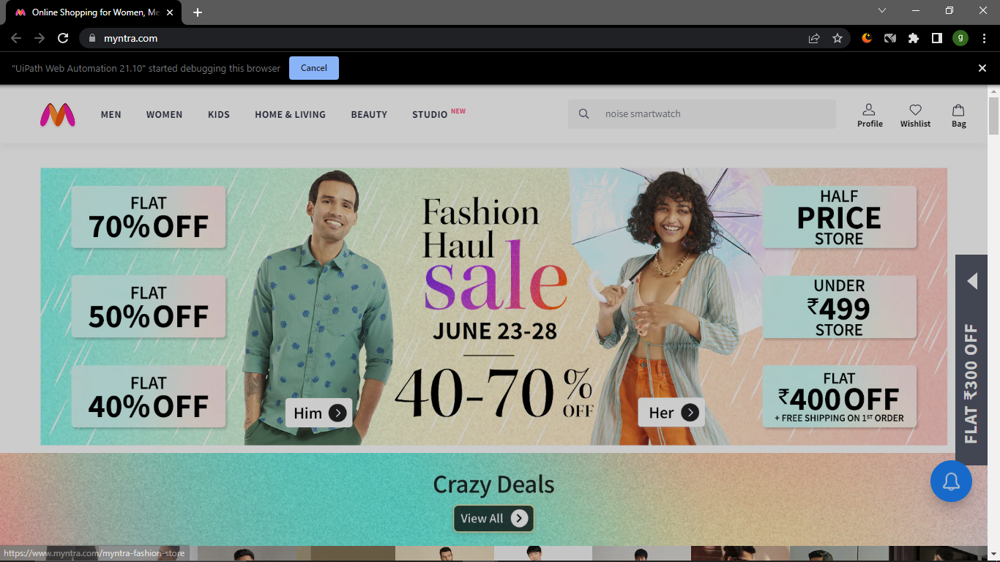 Online Shopping for Women, Me
myntra.com
g
"UiPath Web Automation 21.10" started debugging this browser
Cancel
MEN
WOMEN
KIDS
HOME & LIVING
BEAUTY
STUDIO NEW
noise smartwatch
Profile
Wishlist
Bag
FLAT
70% OFF
FLAT
50% OFF
FLAT
40% OFF
Him
Fashion
Haul
sale
JUNE 23-28
40-70% OFF
Her
HALF
PRICE
STORE
UNDER
₹499
STORE
FLAT
₹400 OFF
+ FREE SHIPPING ON 1ST ORDER
FLAT ₹300 OFF
Crazy Deals
View All
https://www.myntra.com/myntra-fashion-store